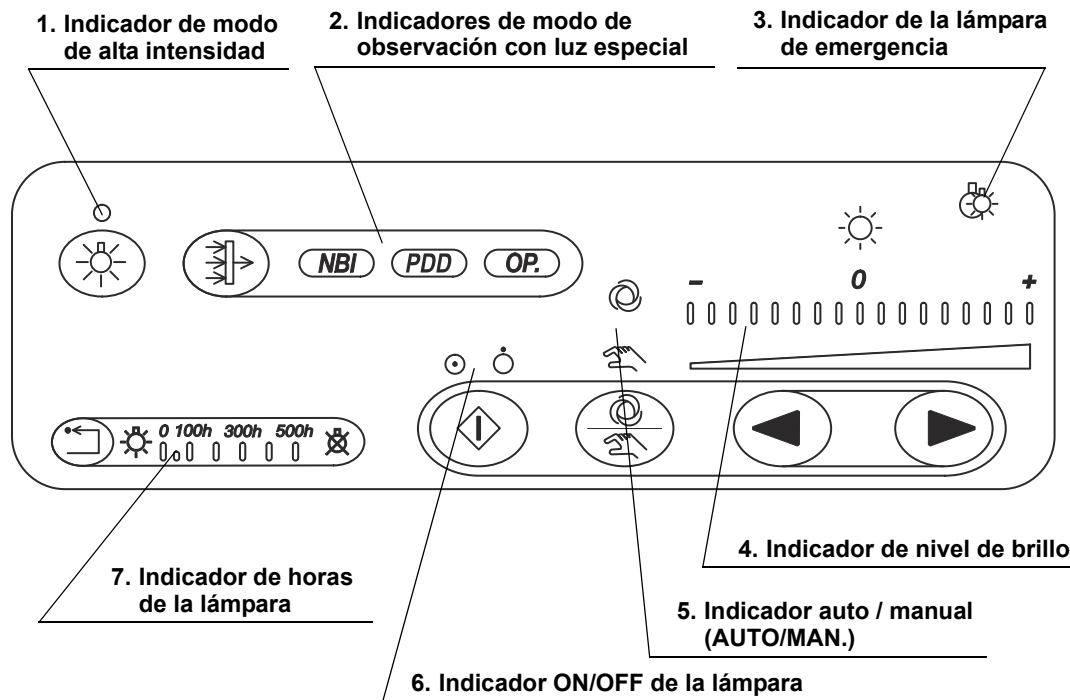 1. Indicador de modo
de alta intensidad
2. Indicadores de modo de
observación con luz especial
3. Indicador de la lámpara
de emergencia
NBI PDD OP.
- 0 +
0 100h 300h 500h
4. Indicador de nivel de brillo
7. Indicador de horas
de la lámpara
5. Indicador auto / manual
(AUTO/MAN.)
6. Indicador ON/OFF de la lámpara